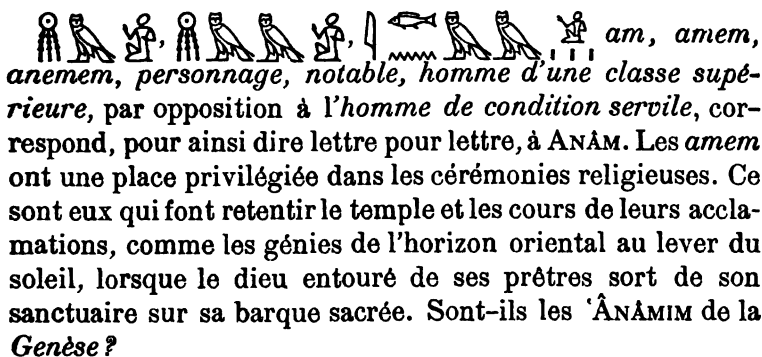 am, amem,
anemem, personnage, notable, homme d'une classe supé-
rieure, par opposition à l'homme de condition servile, cor-
respond, pour ainsi dire lettre pour lettre, à ANÂM. Les amem
ont une place privilégiée dans les cérémonies religieuses. Ce
sont eux qui font retentir le temple et les cours de leurs accla-
mations, comme les génies de l'horizon oriental au lever du
soleil, lorsque le dieu entouré de ses prêtres sort de son
sanctuaire sur sa barque sacrée. Sont-ils les ʿÂNÂMIM de la
Genèse?